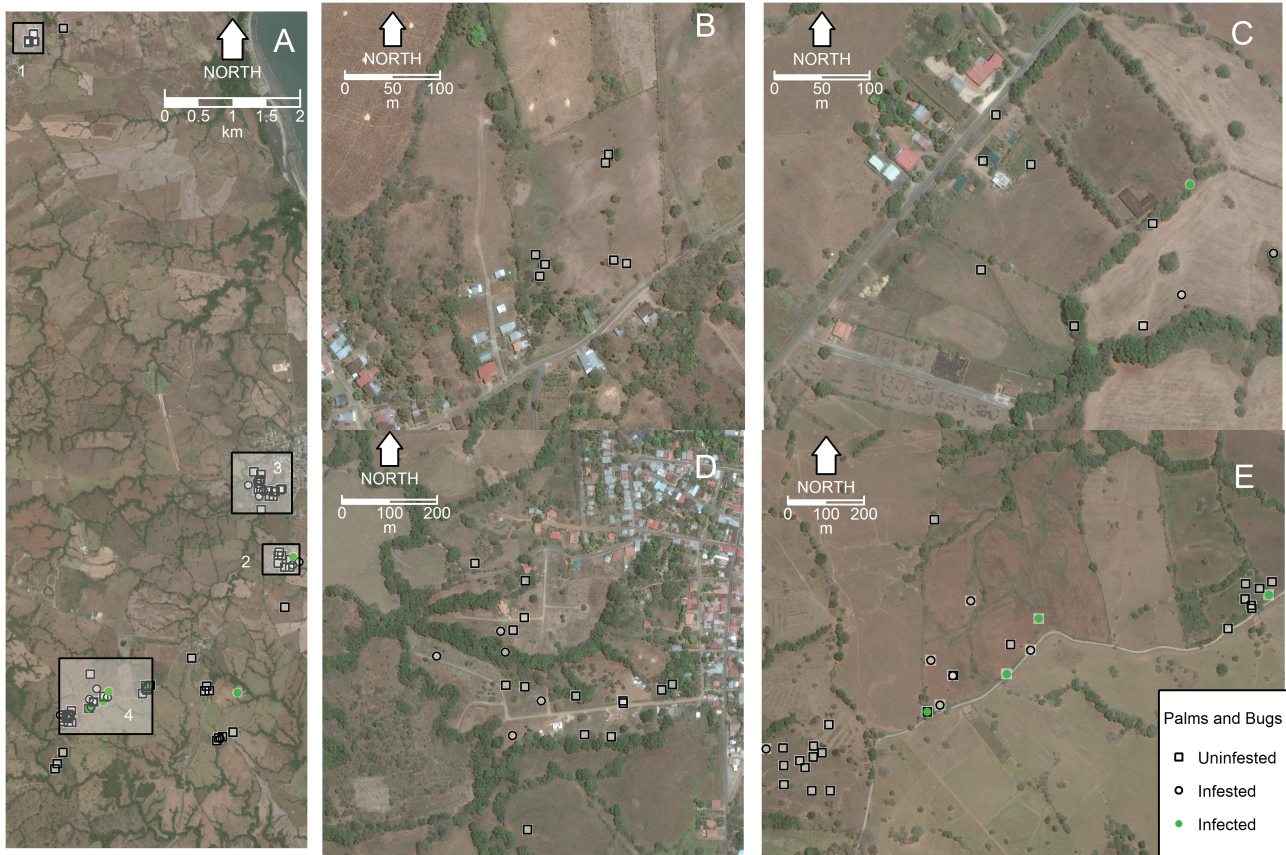 A
NORTH
0 0.5 1 1.5 2
km
1
3
2
4
B
NORTH
0 50 100
m
C
NORTH
0 50 100
m
D
NORTH
0 100 200
m
E
NORTH
0 100 200
m
Palms and Bugs
Uninfested
Infested
Infected